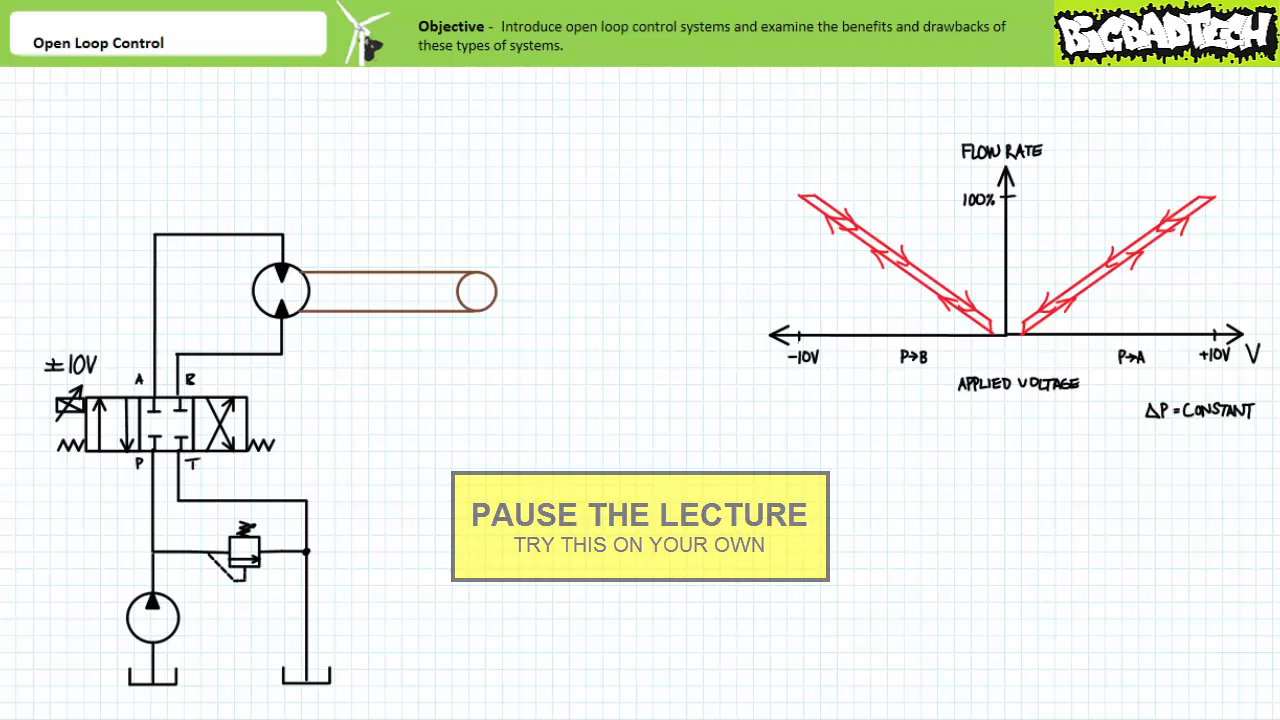 Open Loop Control
Objective - Introduce open loop control systems and examine the benefits and drawbacks of
these types of systems.
BIGBADTECH
FLOW RATE
100%
-10V
P→B
P→A
+10V
V
APPLIED VOLTAGE
ΔP = CONSTANT
±10V
A
B
P
T
PAUSE THE LECTURE
TRY THIS ON YOUR OWN